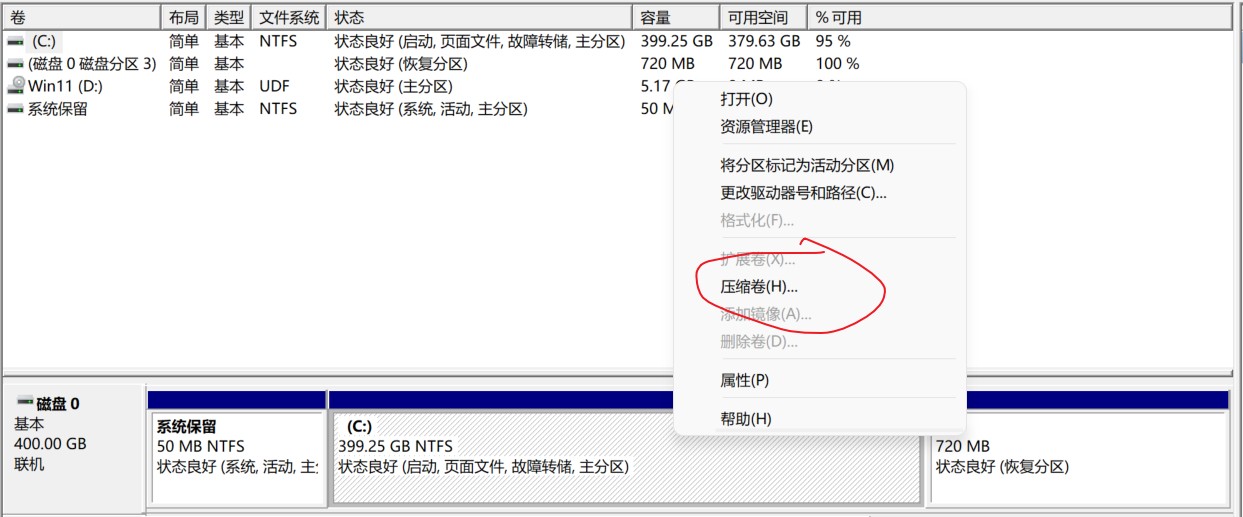 卷 布局 类型 文件系统 状态 容量 可用空间 % 可用
(C:) 简单 基本 NTFS 状态良好 (启动, 页面文件, 故障转储, 主分区) 399.25 GB 379.63 GB 95 %
(磁盘 0 磁盘分区 3) 简单 基本 状态良好 (恢复分区) 720 MB 720 MB 100 %
Win11 (D:) 简单 基本 UDF 状态良好 (主分区) 5.17
系统保留 简单 基本 NTFS 状态良好 (系统, 活动, 主分区) 50
打开(O)
资源管理器(E)
将分区标记为活动分区(M)
更改驱动器号和路径(C)...
格式化(F)...
扩展卷(X)...
压缩卷(H)...
添加镜像(A)...
删除卷(D)...
属性(P)
帮助(H)
磁盘 0
基本
400.00 GB
联机
系统保留
50 MB NTFS
状态良好 (系统, 活动, 主
(C:)
399.25 GB NTFS
状态良好 (启动, 页面文件, 故障转储, 主分区)
720 MB
状态良好 (恢复分区)